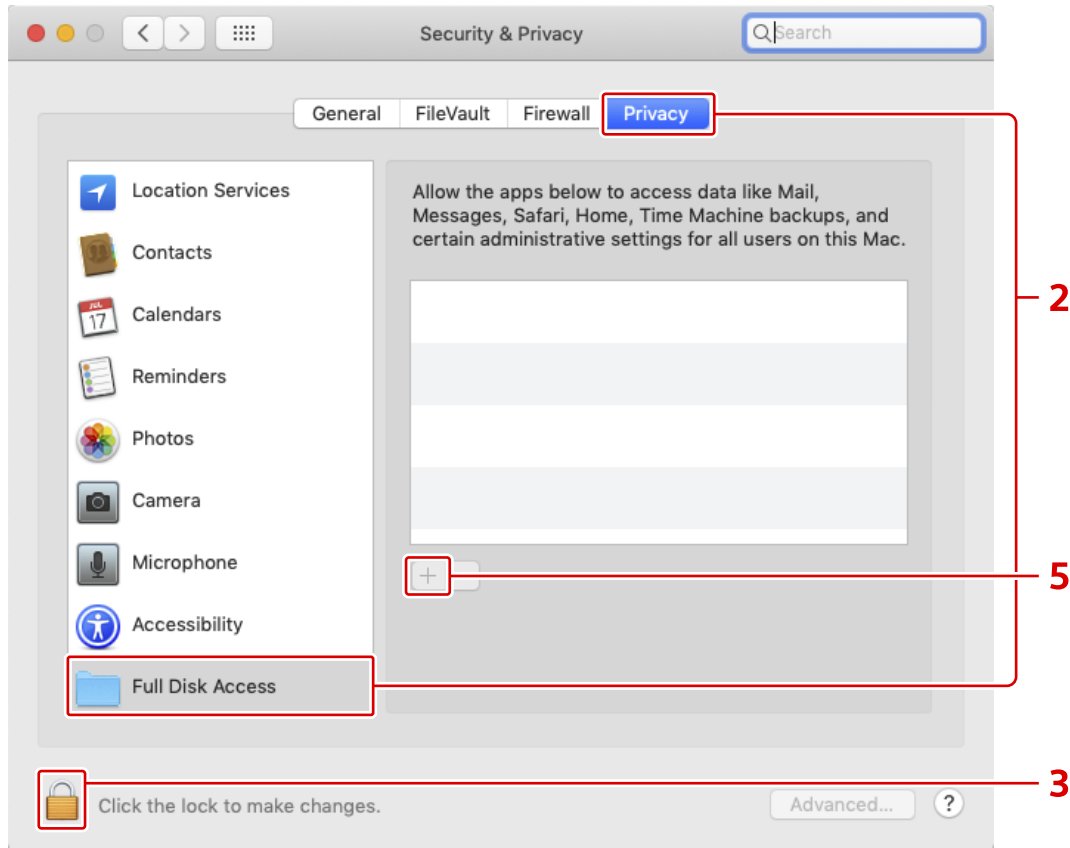 Security & Privacy
Search
General FileVault Firewall Privacy
2
Location Services
Contacts
JUL
17
Calendars
Reminders
Photos
Camera
Microphone
Accessibility
Full Disk Access
Allow the apps below to access data like Mail,
Messages, Safari, Home, Time Machine backups, and
certain administrative settings for all users on this Mac.
+
5
3
Click the lock to make changes.
Advanced...
?